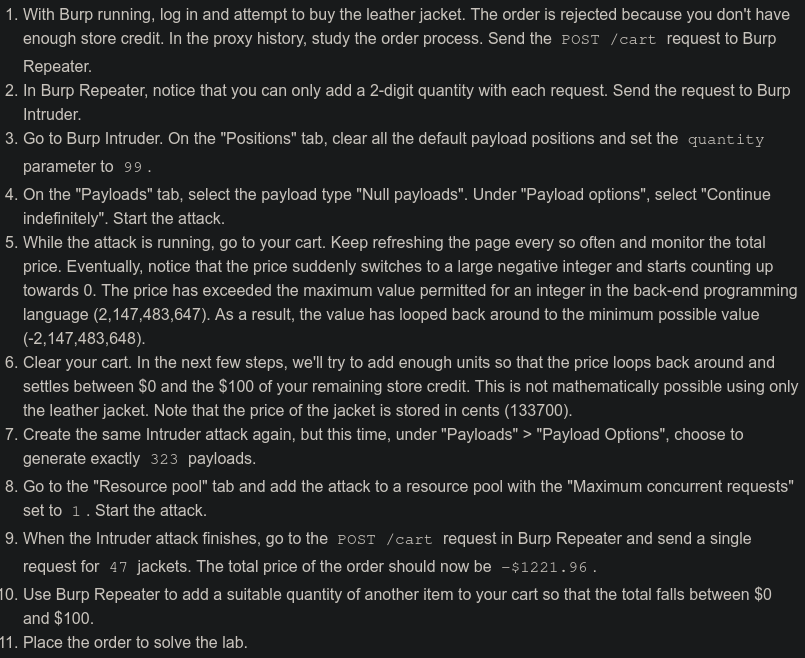 1. With Burp running, log in and attempt to buy the leather jacket. The order is rejected because you don't have
enough store credit. In the proxy history, study the order process. Send the POST /cart request to Burp
Repeater.
2. In Burp Repeater, notice that you can only add a 2-digit quantity with each request. Send the request to Burp
Intruder.
3. Go to Burp Intruder. On the "Positions" tab, clear all the default payload positions and set the quantity
parameter to 99 .
4. On the "Payloads" tab, select the payload type "Null payloads". Under "Payload options", select "Continue
indefinitely". Start the attack.
5. While the attack is running, go to your cart. Keep refreshing the page every so often and monitor the total
price. Eventually, notice that the price suddenly switches to a large negative integer and starts counting up
towards 0. The price has exceeded the maximum value permitted for an integer in the back-end programming
language (2,147,483,647). As a result, the value has looped back around to the minimum possible value
(-2,147,483,648).
6. Clear your cart. In the next few steps, we'll try to add enough units so that the price loops back around and
settles between $0 and the $100 of your remaining store credit. This is not mathematically possible using only
the leather jacket. Note that the price of the jacket is stored in cents (133700).
7. Create the same Intruder attack again, but this time, under "Payloads" > "Payload Options", choose to
generate exactly 323 payloads.
8. Go to the "Resource pool" tab and add the attack to a resource pool with the "Maximum concurrent requests"
set to 1 . Start the attack.
9. When the Intruder attack finishes, go to the POST /cart request in Burp Repeater and send a single
request for 47 jackets. The total price of the order should now be -$1221.96 .
10. Use Burp Repeater to add a suitable quantity of another item to your cart so that the total falls between $0
and $100.
11. Place the order to solve the lab.